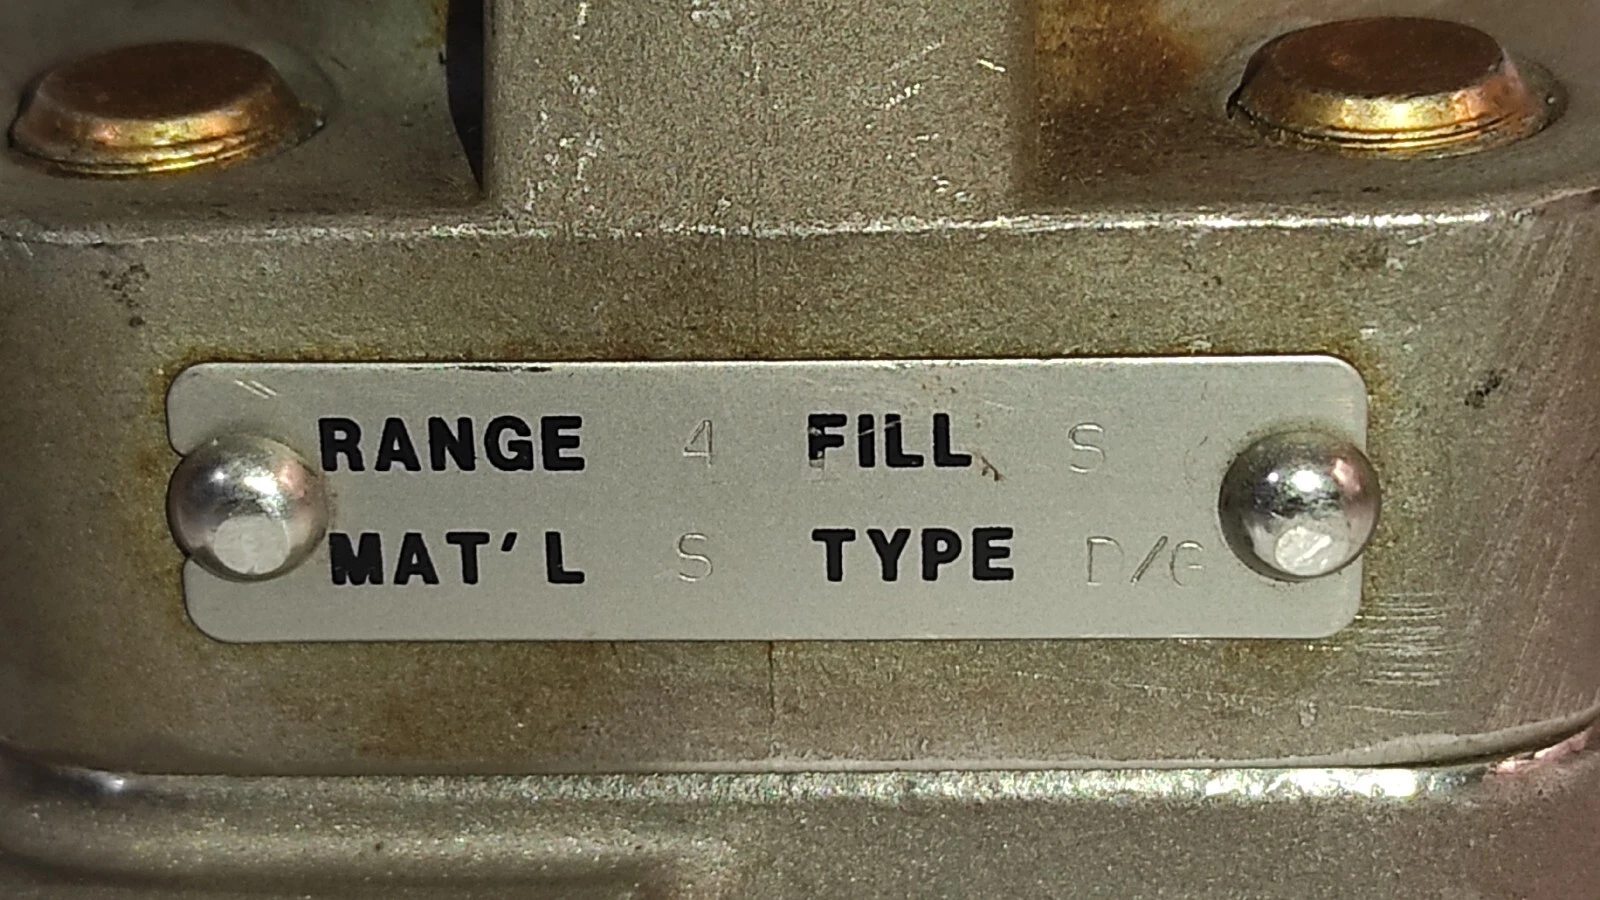 RANGE 4 FILL S
MAT'L S TYPE D/G